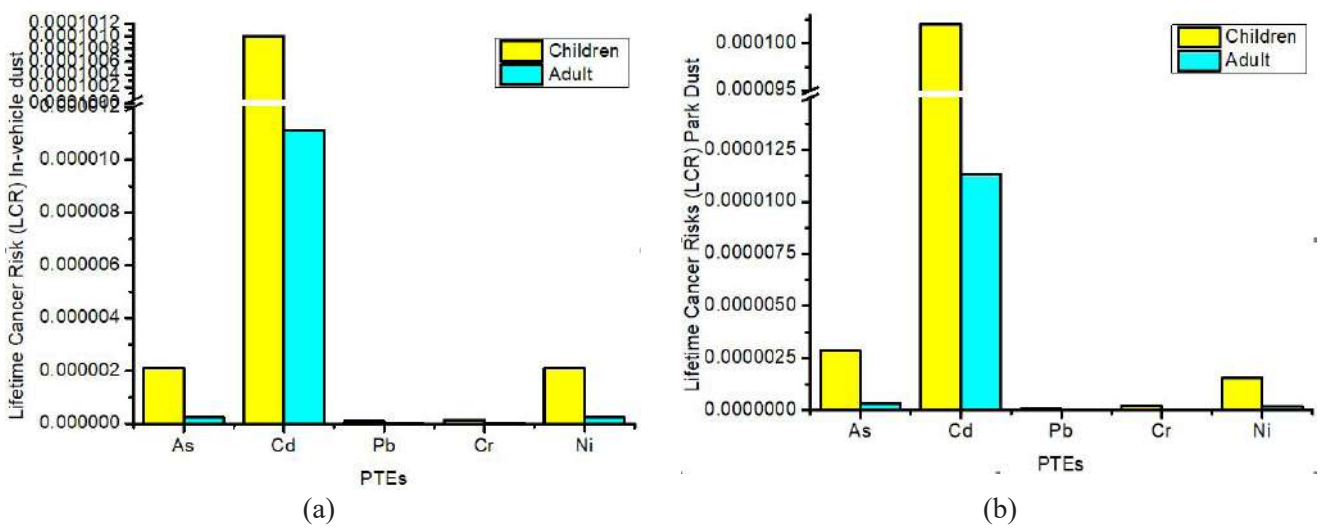 Lifetime Cancer Risk (LCR) In-vehicle dust
0.0001012
0.0001010
0.0001008
0.0001006
0.0001004
0.0001002
0.0001000
0.000012
0.000010
0.000008
0.000006
0.000004
0.000002
0.000000
Children
Adult
As Cd Pb Cr Ni
PTEs
(a)
Lifetime Cancer Risks (LCR) Park Dust
0.000100
0.000095
0.0000125
0.0000100
0.0000075
0.0000050
0.0000025
0.0000000
Children
Adult
As Cd Pb Cr Ni
PTEs
(b)